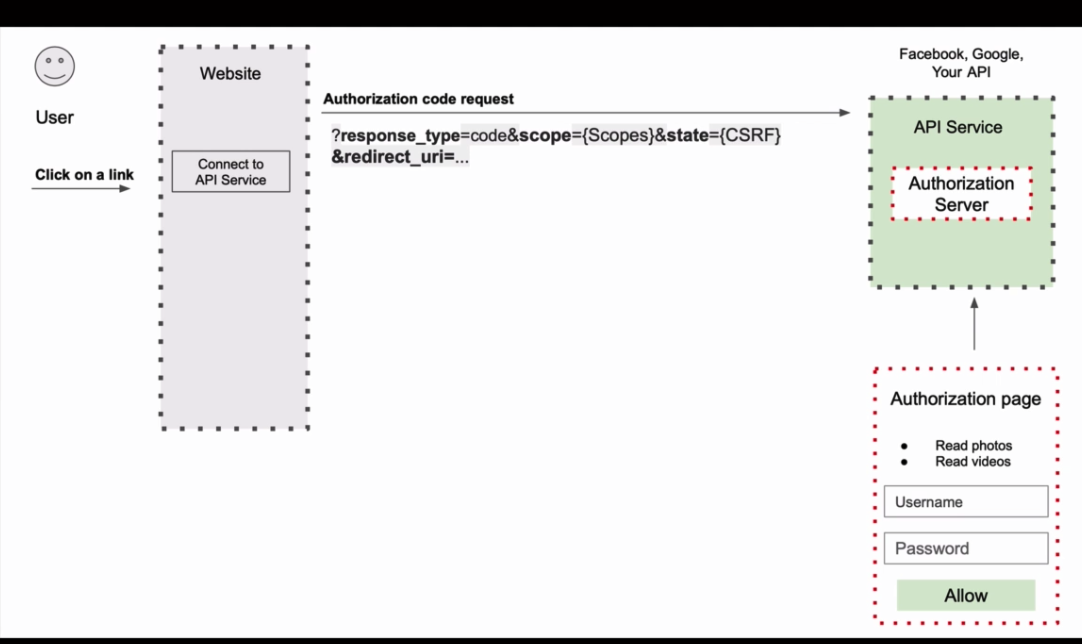 User
Click on a link
Website
Connect to
API Service
Authorization code request
?response_type=code&scope={Scopes}&state={CSRF}
&redirect_uri=...
Facebook, Google,
Your API
API Service
Authorization
Server
Authorization page
● Read photos
● Read videos
Username
Password
Allow